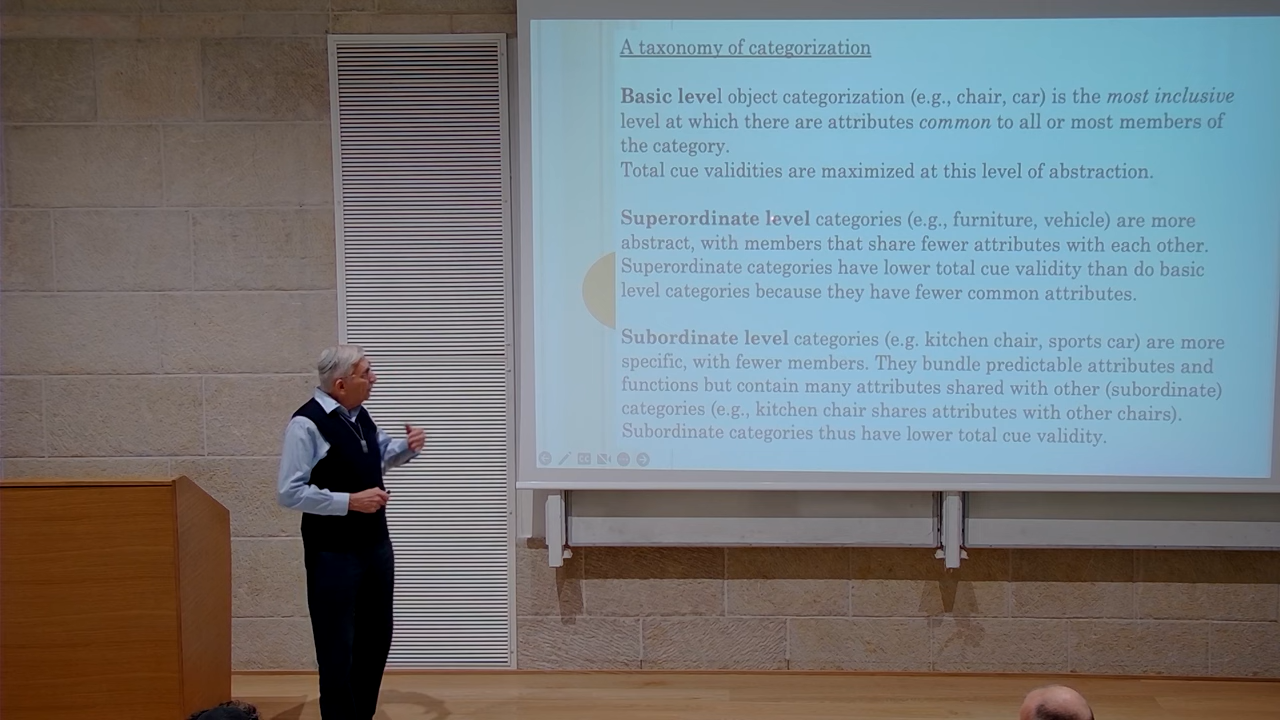 A taxonomy of categorization
Basic level object categorization (e.g., chair, car) is the most inclusive
level at which there are attributes common to all or most members of
the category.
Total cue validities are maximized at this level of abstraction.
Superordinate level categories (e.g., furniture, vehicle) are more
abstract, with members that share fewer attributes with each other.
Superordinate categories have lower total cue validity than do basic
level categories because they have fewer common attributes.
Subordinate level categories (e.g. kitchen chair, sports car) are more
specific, with fewer members. They bundle predictable attributes and
functions but contain many attributes shared with other (subordinate)
categories (e.g., kitchen chair shares attributes with other chairs).
Subordinate categories thus have lower total cue validity.